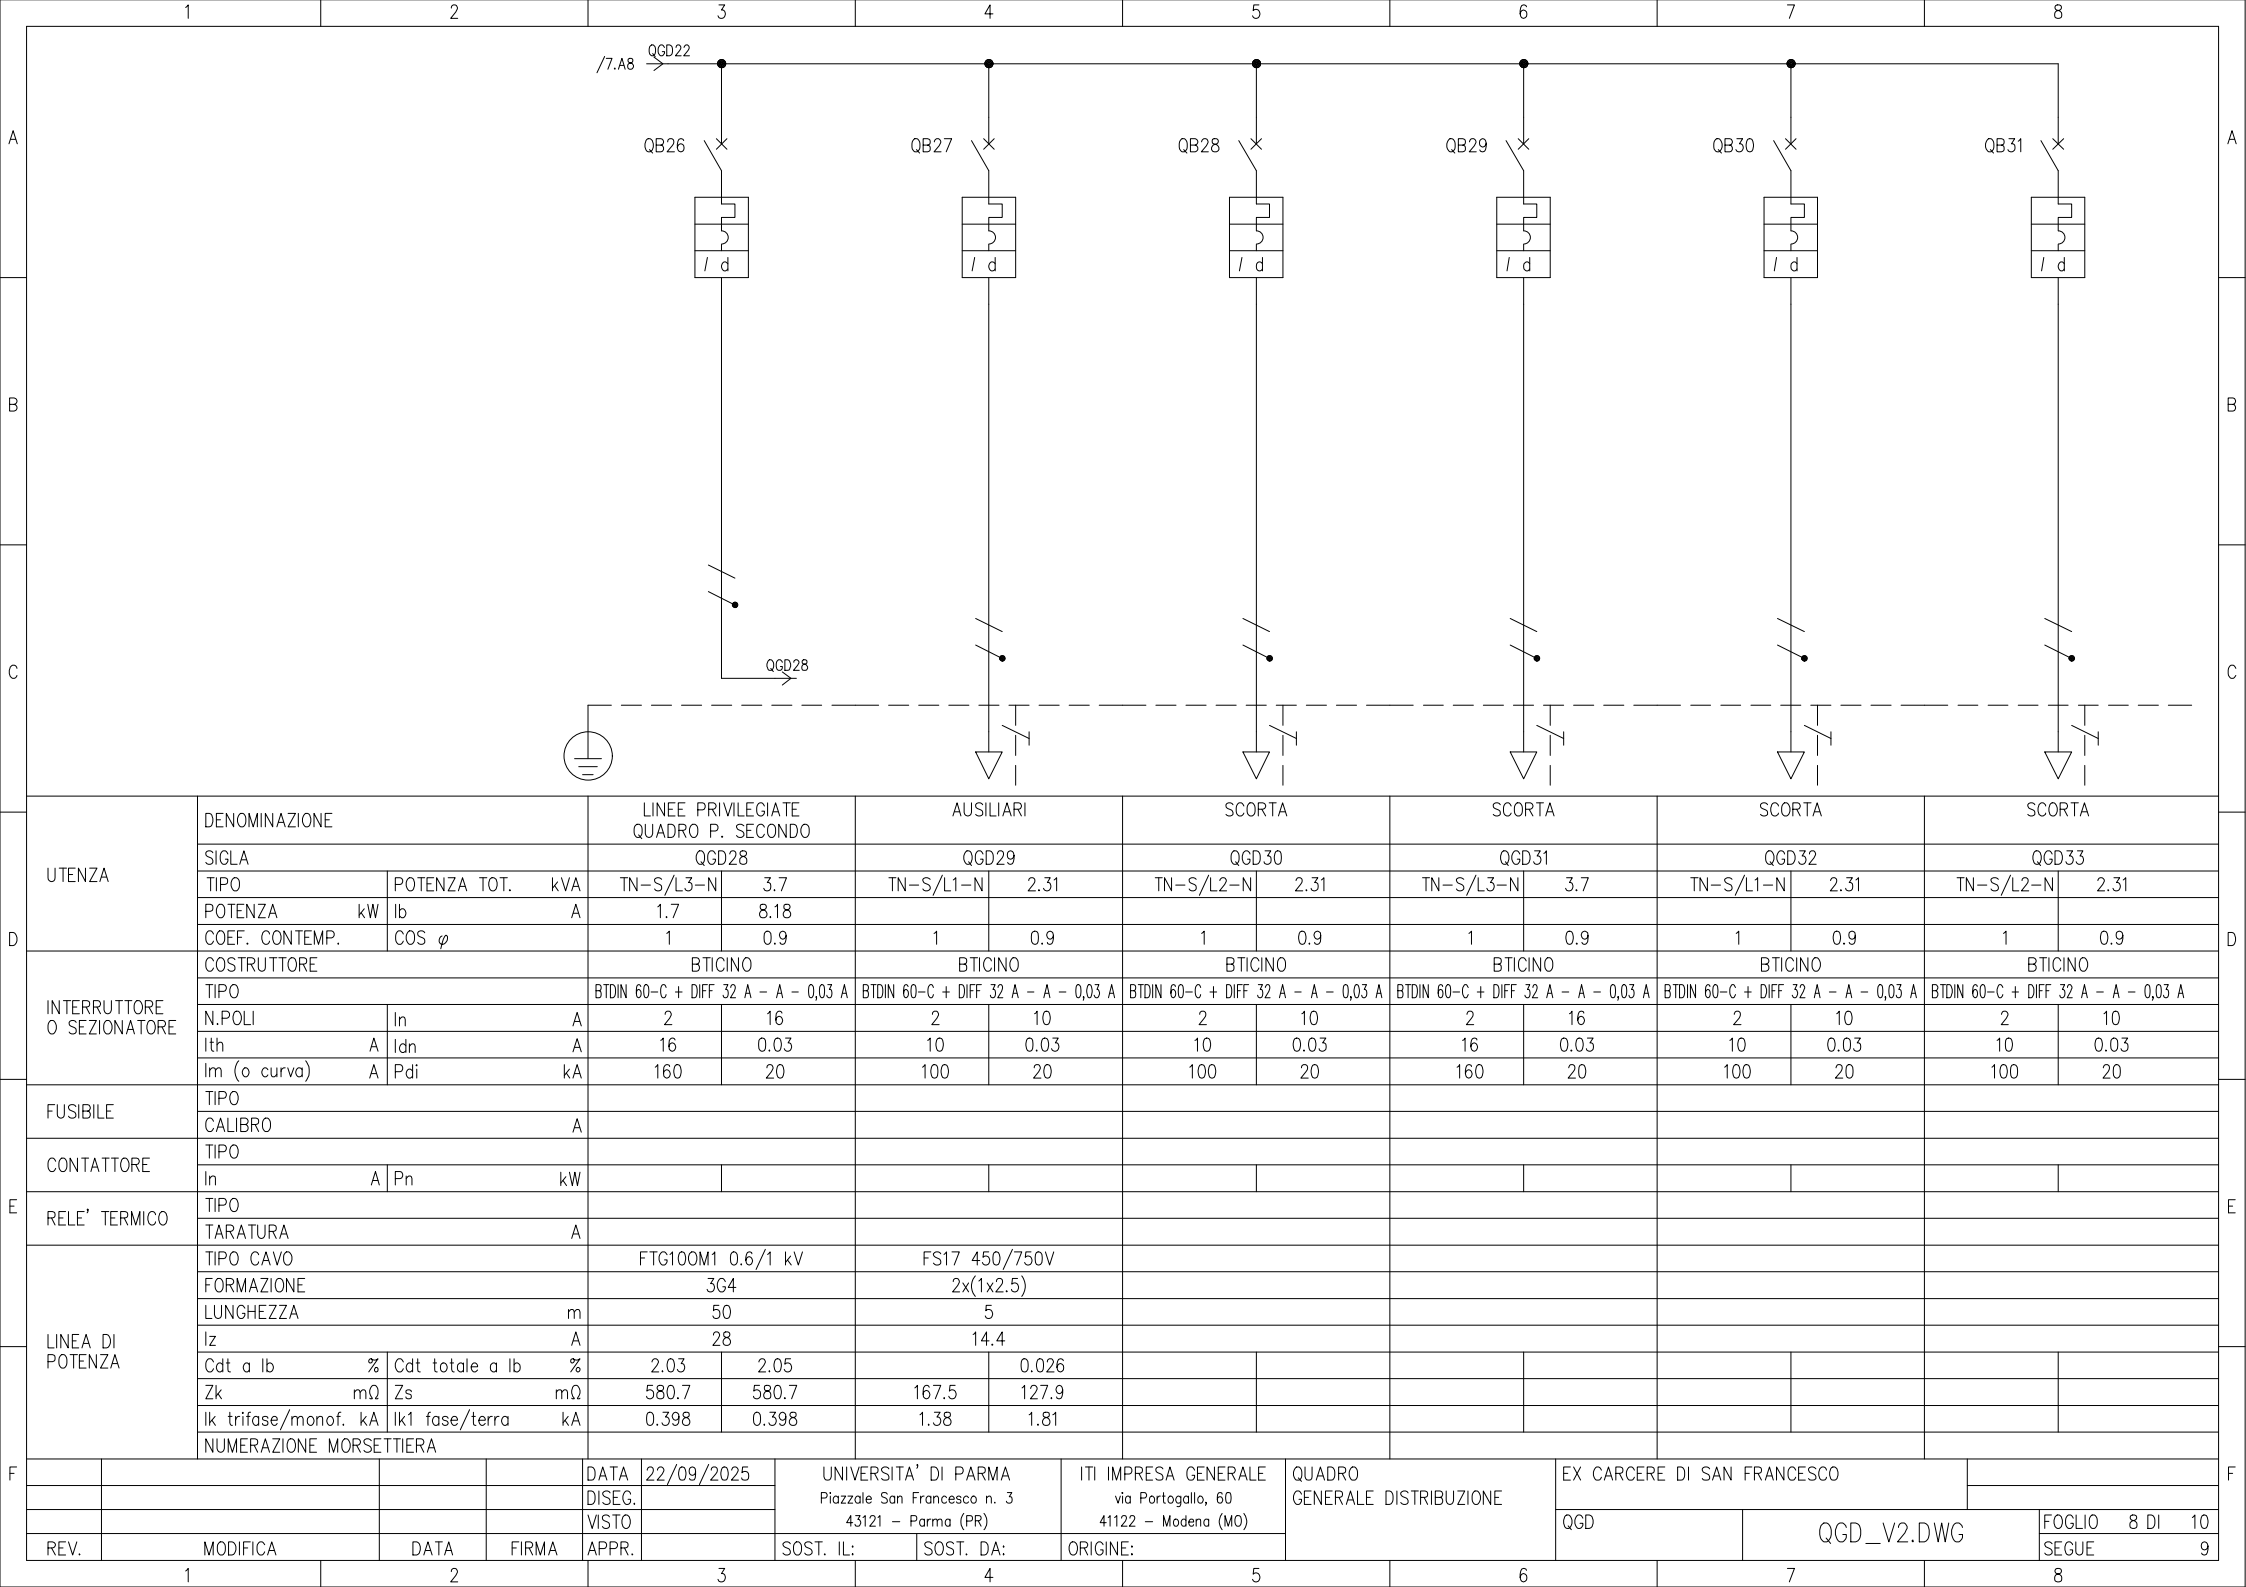 1 2 3 4 5 6 7 8
QGD22
/7.A8
A A
QB26 QB27 QB28 QB29 QB30 QB31
I d I d I d I d I d I d
B B
QGD28
C C
UTENZA
DENOMINAZIONE LINEE PRIVILEGIATE AUSILIARI SCORTA SCORTA SCORTA SCORTA
QUADRO P. SECONDO
SIGLA QGD28 QGD29 QGD30 QGD31 QGD32 QGD33
TIPO POTENZA TOT. kVA TN-S/L3-N 3.7 TN-S/L1-N 2.31 TN-S/L2-N 2.31 TN-S/L3-N 3.7 TN-S/L1-N 2.31 TN-S/L2-N 2.31
POTENZA kW Ib A 1.7 8.18
D COEF. CONTEMP. COS φ 1 0.9 1 0.9 1 0.9 1 0.9 1 0.9 1 0.9 D
INTERRUTTORE
O SEZIONATORE
COSTRUTTORE BTICINO BTICINO BTICINO BTICINO BTICINO BTICINO
TIPO BTDIN 60-C + DIFF 32 A - A - 0,03 A BTDIN 60-C + DIFF 32 A - A - 0,03 A BTDIN 60-C + DIFF 32 A - A - 0,03 A BTDIN 60-C + DIFF 32 A - A - 0,03 A BTDIN 60-C + DIFF 32 A - A - 0,03 A BTDIN 60-C + DIFF 32 A - A - 0,03 A
N.POLI In A 2 16 2 10 2 10 2 16 2 10 2 10
Ith A Idn A 16 0.03 10 0.03 10 0.03 16 0.03 10 0.03 10 0.03
Im (o curva) A Pdi kA 160 20 100 20 100 20 160 20 100 20 100 20
FUSIBILE
TIPO
CALIBRO A
CONTATTORE
TIPO
In A Pn kW
E RELE' TERMICO E
TIPO
TARATURA A
LINEA DI
POTENZA
TIPO CAVO FTG10OM1 0.6/1 kV FS17 450/750V
FORMAZIONE 3G4 2x(1x2.5)
LUNGHEZZA m 50 5
Iz A 28 14.4
Cdt a Ib % Cdt totale a Ib % 2.03 2.05 0.026
Zk mΩ Zs mΩ 580.7 580.7 167.5 127.9
Ik trifase/monof. kA Ik1 fase/terra kA 0.398 0.398 1.38 1.81
NUMERAZIONE MORSETTIERA
F F
DATA 22/09/2025 UNIVERSITA' DI PARMA ITI IMPRESA GENERALE QUADRO EX CARCERE DI SAN FRANCESCO
DISEG. Piazzale San Francesco n. 3 via Portogallo, 60 GENERALE DISTRIBUZIONE
VISTO 43121 - Parma (PR) 41122 - Modena (MO) QGD QGD_V2.DWG FOGLIO 8 DI 10
REV. MODIFICA DATA FIRMA APPR. SOST. IL: SOST. DA: ORIGINE: SEGUE 9
1 2 3 4 5 6 7 8